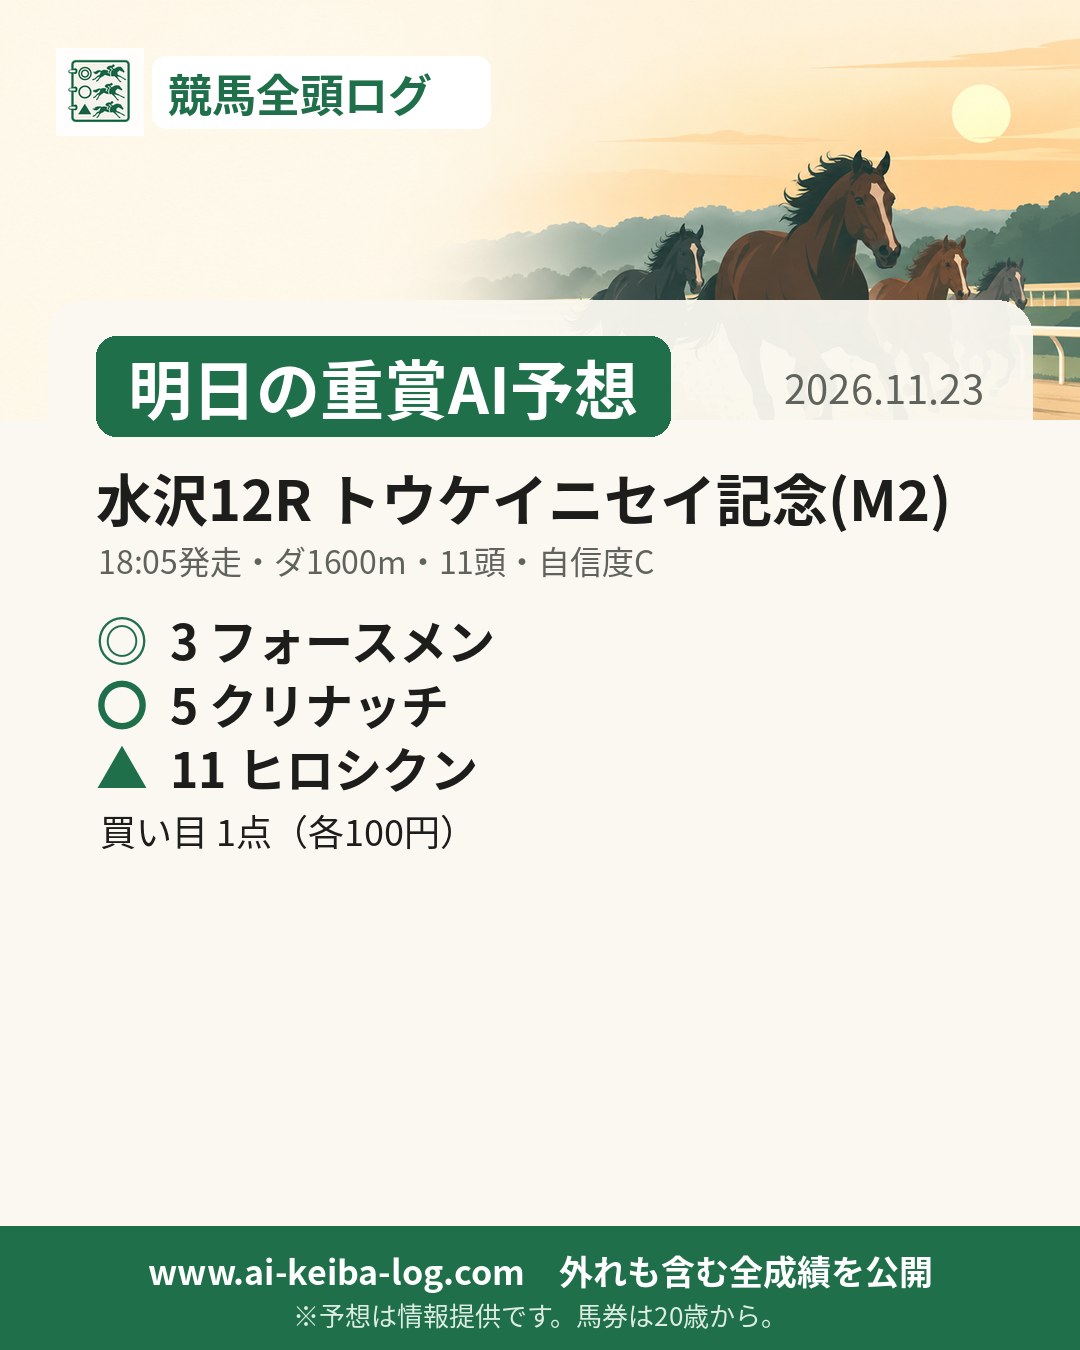 競馬全頭ログ
明日の重賞AI予想
2026.11.23
水沢12R トウケイニセイ記念(M2)
18:05発走・ダ1600m・11頭・自信度C
◎ 3 フォースメン
○ 5 クリナッチ
▲ 11 ヒロシクン
買い目 1点（各100円）
www.ai-keiba-log.com　外れも含む全成績を公開
※予想は情報提供です。馬券は20歳から。